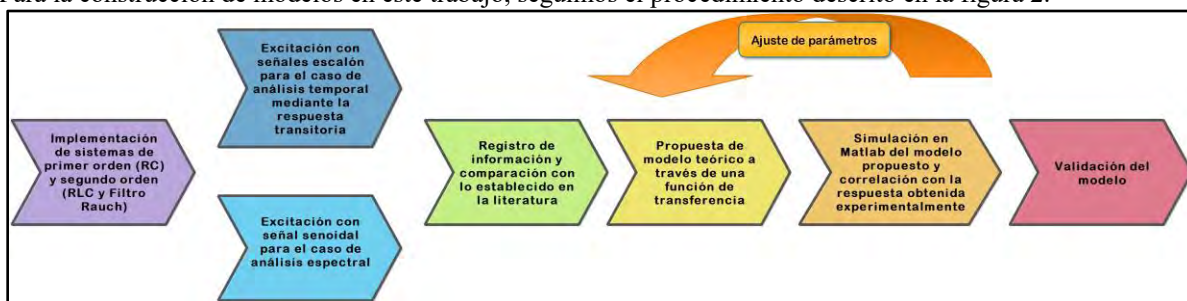 Para la construcción de modelos en este trabajo, seguimos el procedimiento descrito en la figura 2.
Ajuste de parámetros
Implementación
de sistemas de
primer orden (RC)
y segundo orden
(RLC y Filtro
Rauch)
Excitación con
señales escalón
para el caso de
análisis temporal
mediante la
respuesta
transitoria
Excitación con
señal senoidal
para el caso de
análisis espectral
Registro de
información y
comparación con
lo establecido en
la literatura
Propuesta de
modelo teórico a
través de una
función de
transferencia
Simulación en
Matlab del modelo
propuesto y
correlación con la
respuesta obtenida
experimentalmente
Validación del
modelo